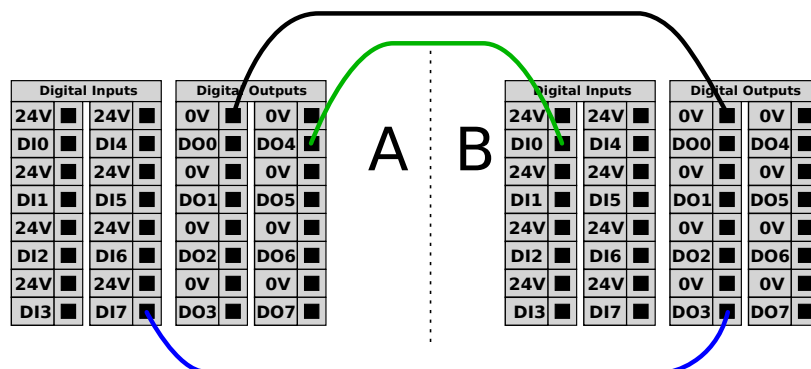 Digital Inputs
24V 24V
DI0 DI4
24V 24V
DI1 DI5
24V 24V
DI2 DI6
24V 24V
DI3 DI7
Digital Outputs
0V 0V
DO0 DO4
0V 0V
DO1 DO5
0V 0V
DO2 DO6
0V 0V
DO3 DO7
A
B
Digital Inputs
24V 24V
DI0 DI4
24V 24V
DI1 DI5
24V 24V
DI2 DI6
24V 24V
DI3 DI7
Digital Outputs
0V 0V
DO0 DO4
0V 0V
DO1 DO5
0V 0V
DO2 DO6
0V 0V
DO3 DO7